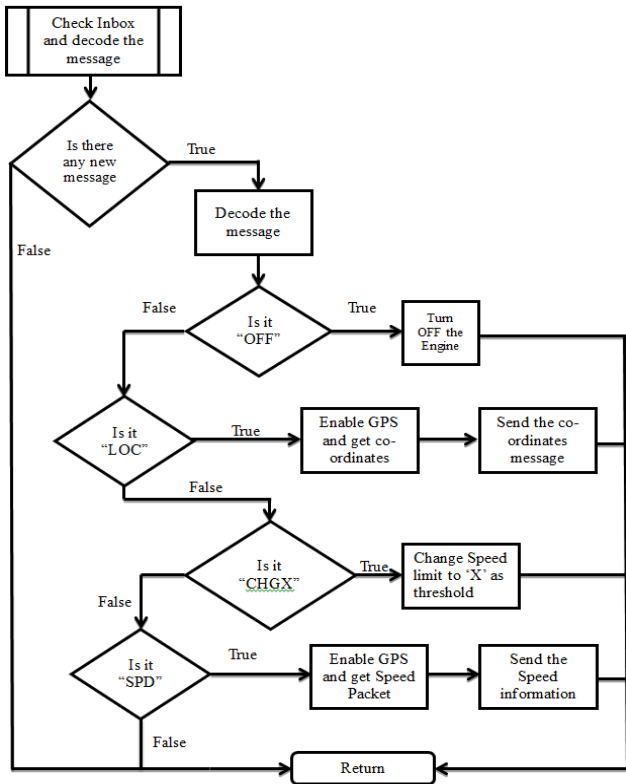 Check Inbox
and decode the
message
Is there
any new
message
True
False
Decode the
message
Is it
“OFF”
False
True
Turn
OFF the
Engine
Is it
“LOC”
True
Enable GPS
and get co-
ordinates
Send the co-
ordinates
message
False
Is it
“CHGX”
True
Change Speed
limit to ‘X’ as
threshold
False
Is it
“SPD”
True
Enable GPS
and get Speed
Packet
Send the
Speed
information
False
Return